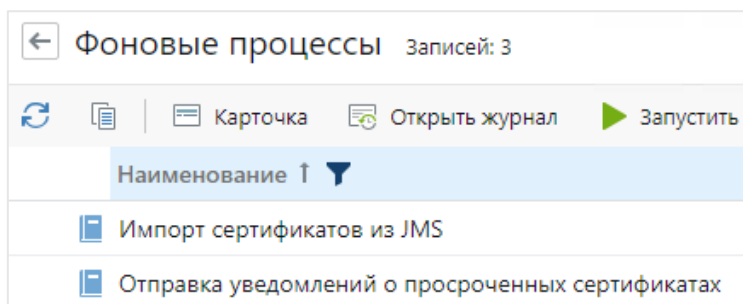 Фоновые процессы Записей: 3
Карточка Открыть журнал Запустить
Наименование ↑
Импорт сертификатов из JMS
Отправка уведомлений о просроченных сертификатах